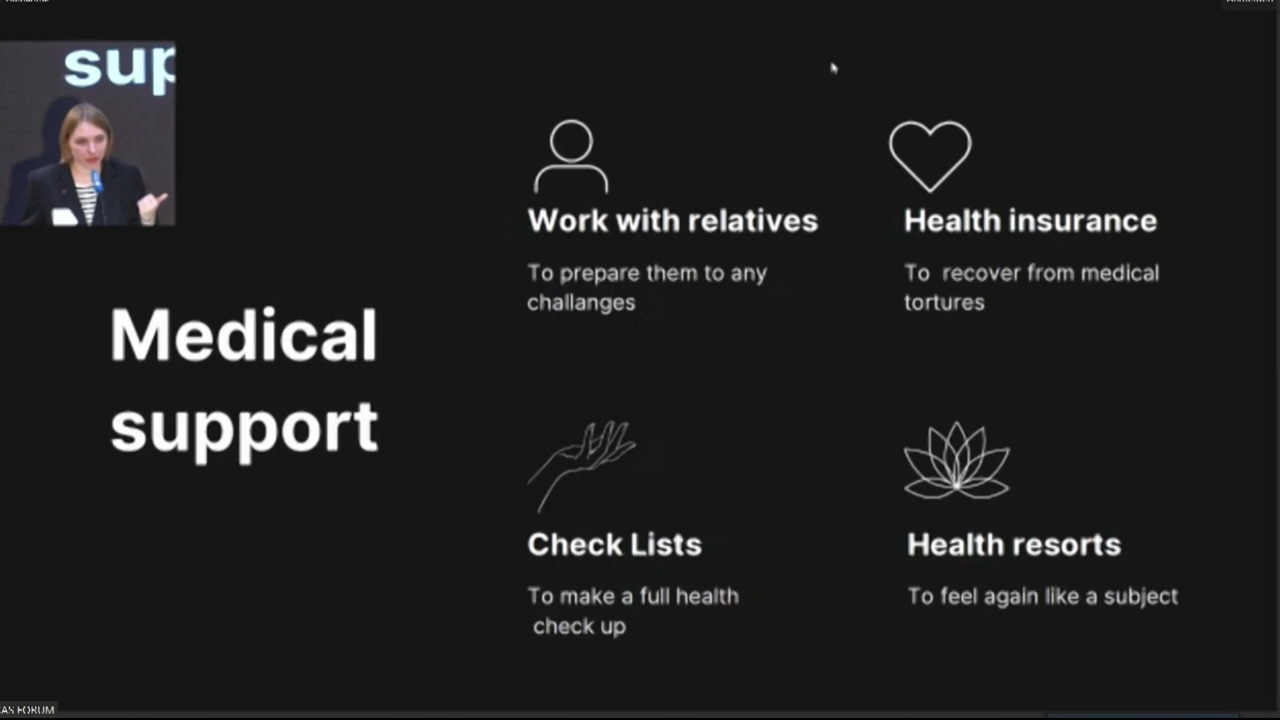 sup
Medical
support
Work with relatives
To prepare them to any
challanges
Health insurance
To  recover from medical
tortures
Check Lists
To make a full health
check up
Health resorts
To feel again like a subject
AS FORUM